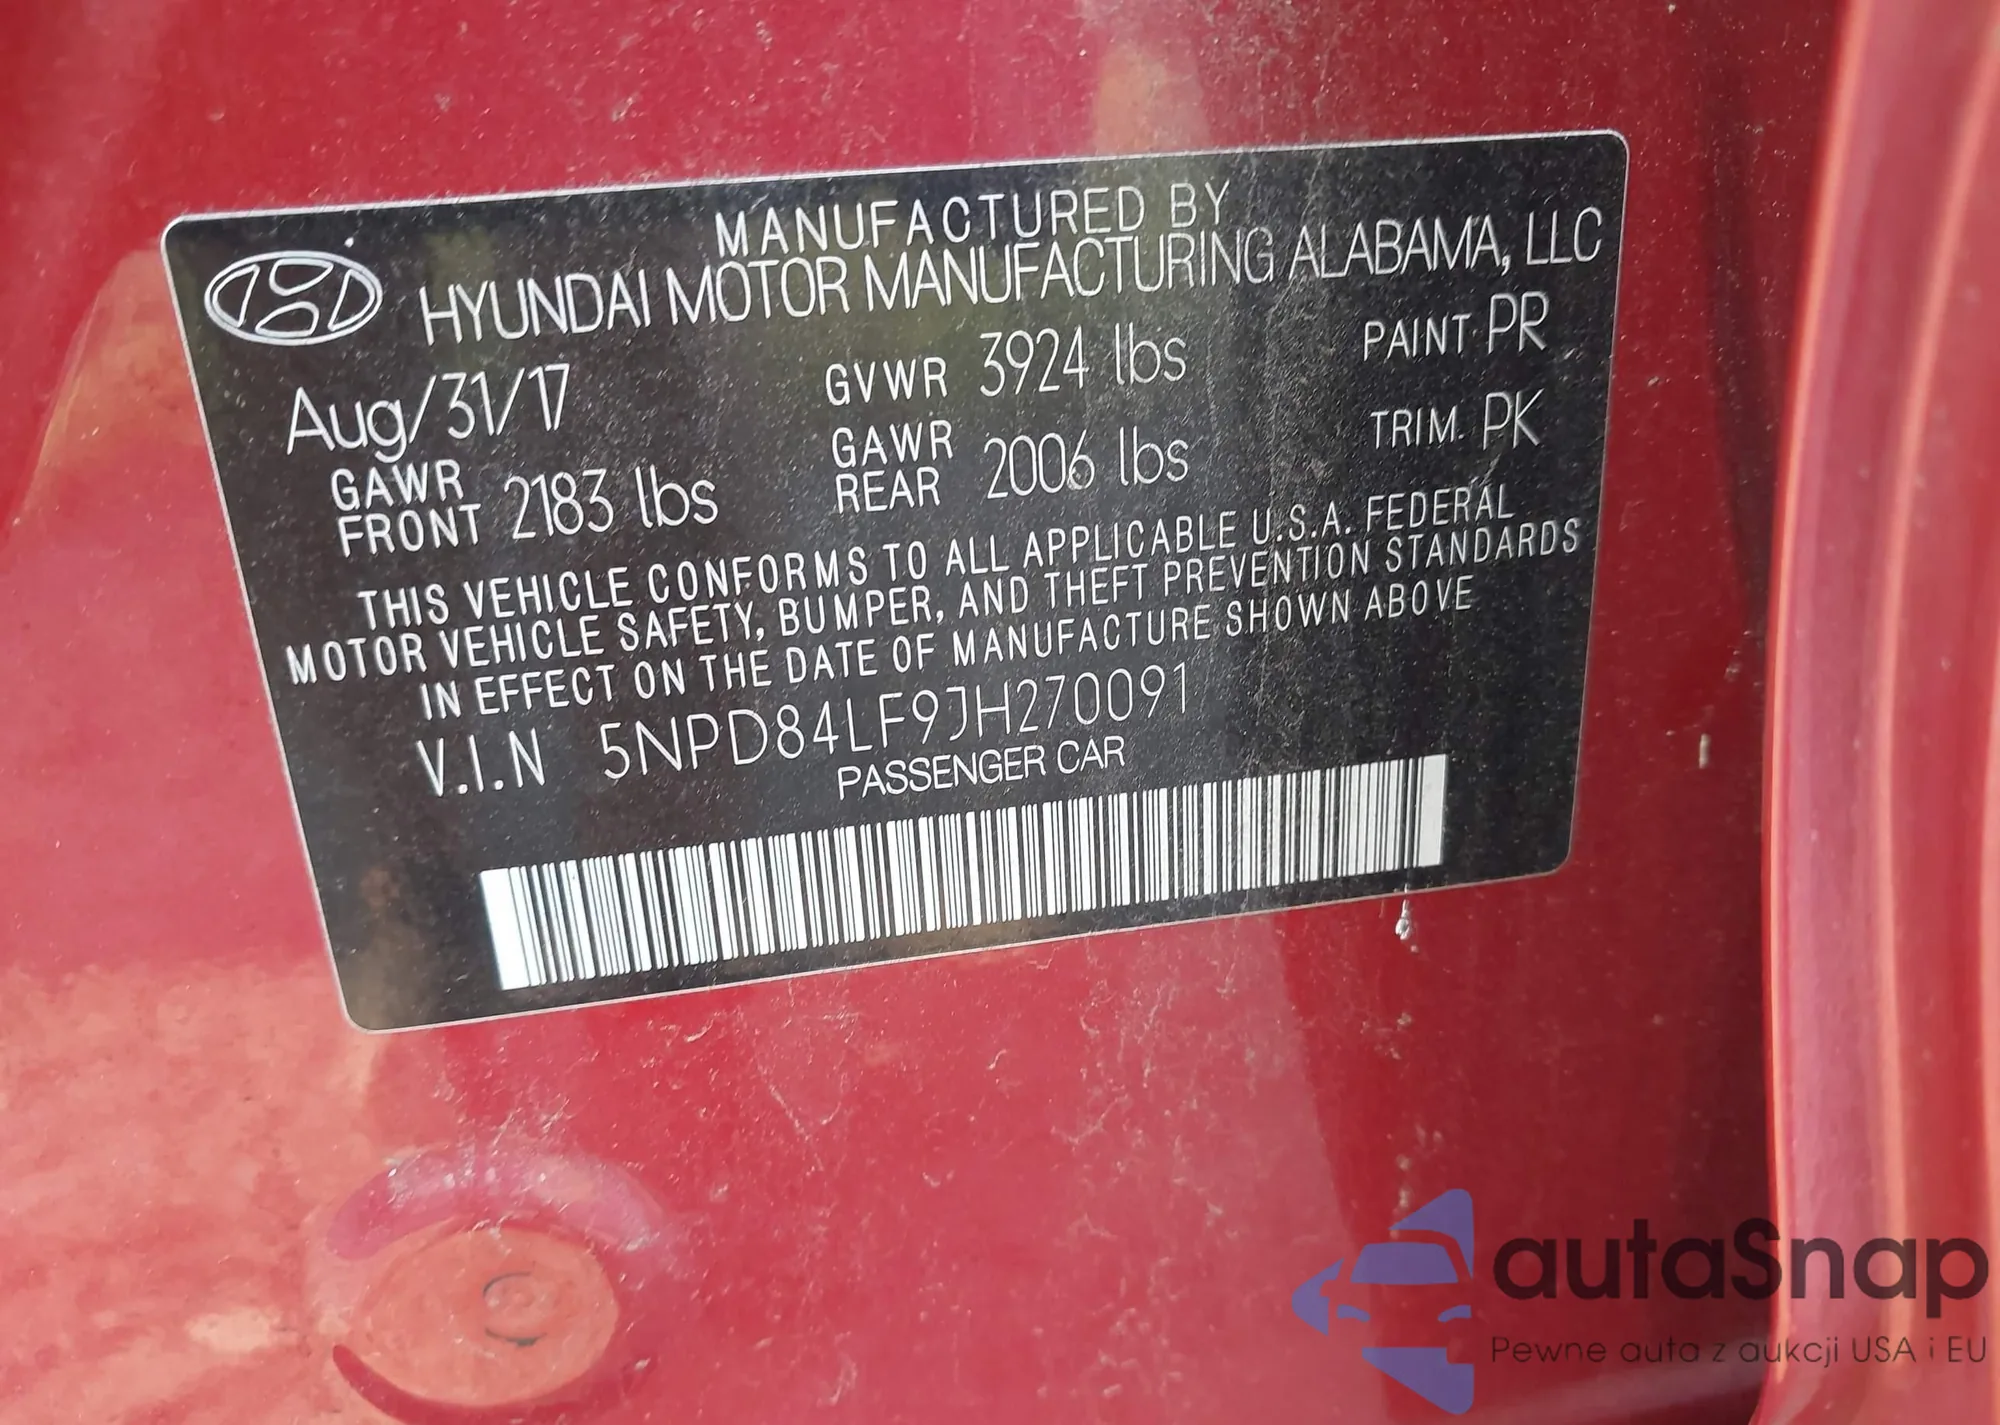 MANUFACTURED BY
HYUNDAI MOTOR MANUFACTURING ALABAMA, LLC
Aug/31/17 GVWR 3924 lbs PAINT PR
GAWR FRONT 2183 lbs GAWR REAR 2006 lbs TRIM. PK
THIS VEHICLE CONFORMS TO ALL APPLICABLE U.S.A. FEDERAL
MOTOR VEHICLE SAFETY, BUMPER, AND THEFT PREVENTION STANDARDS
IN EFFECT ON THE DATE OF MANUFACTURE SHOWN ABOVE
V.I.N 5NPD84LF9JH270091
PASSENGER CAR
autaSnap
Pewne auta z aukcji USA i EU